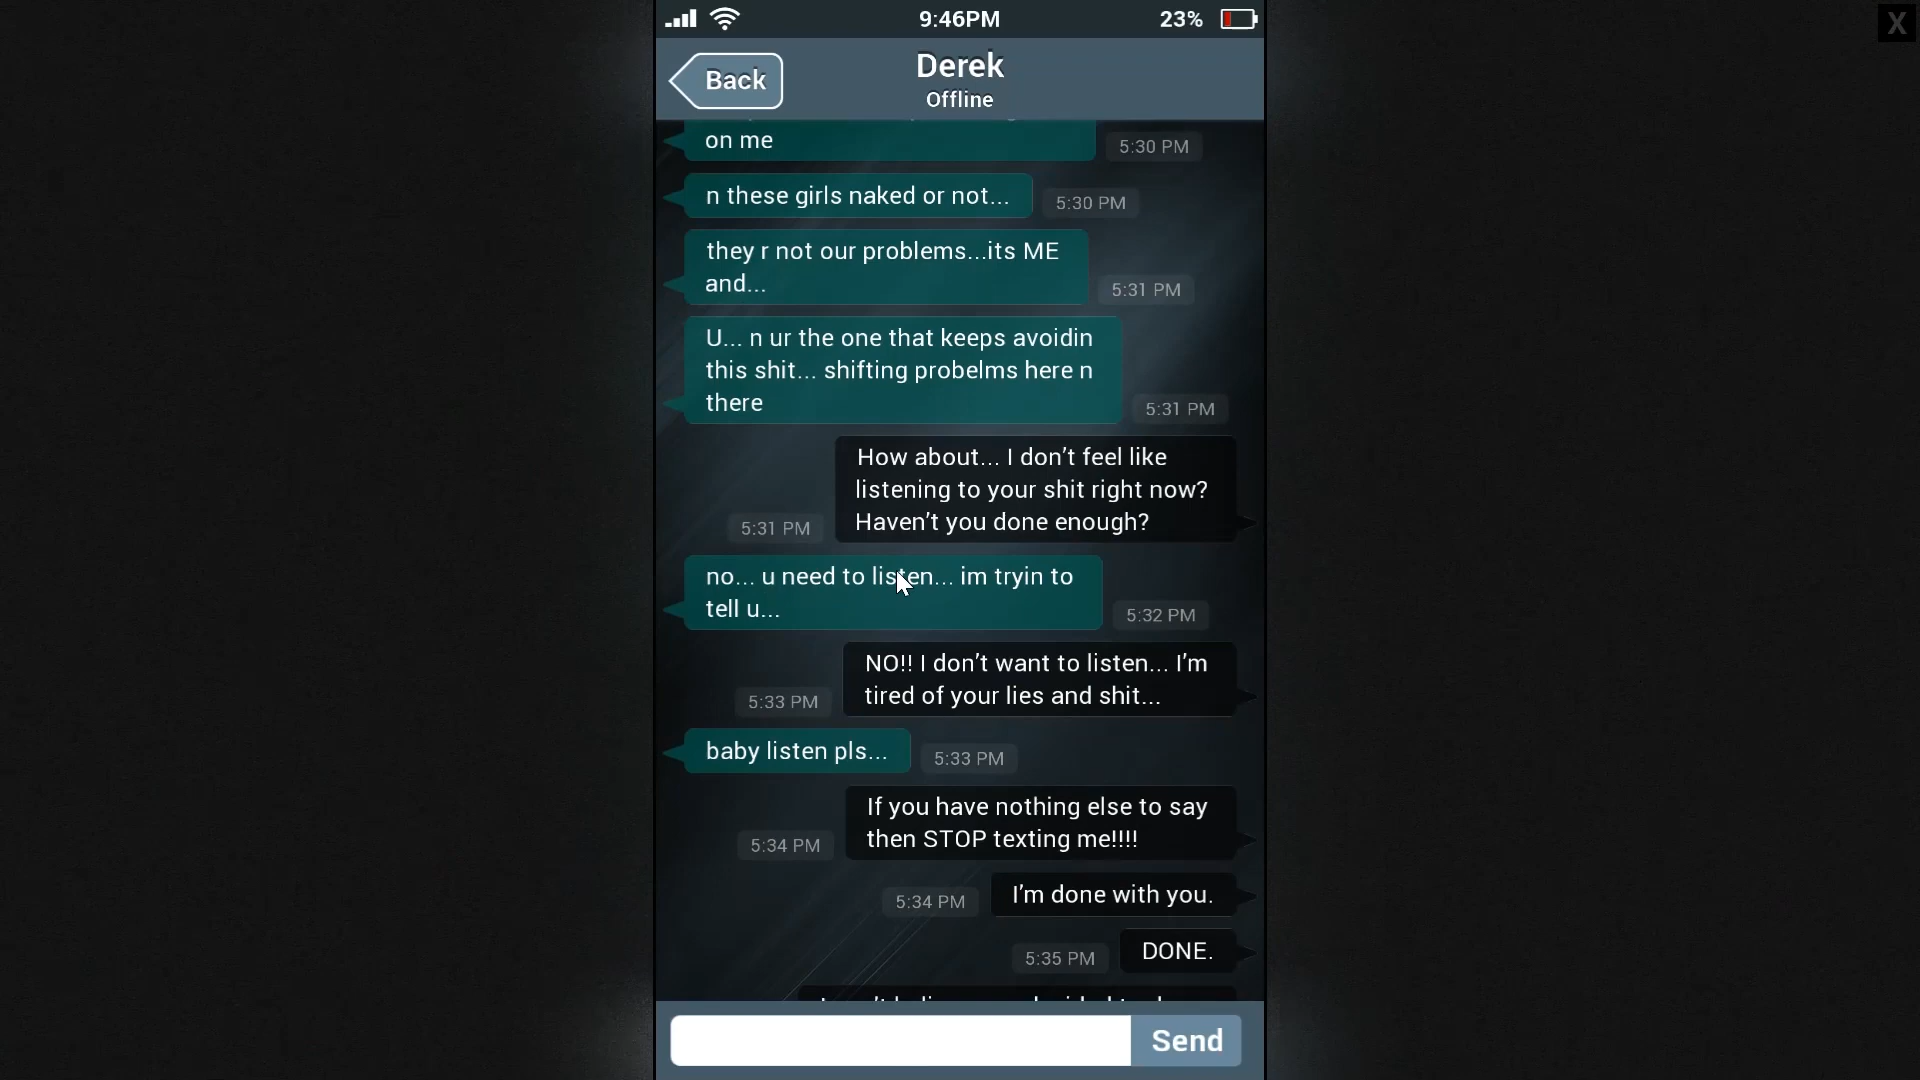 9:46PM
23%
X
Back
Derek
Offline
on me
5:30 PM
n these girls naked or not...
5:30 PM
they r not our problems...its ME
and...
5:31 PM
U... n ur the one that keeps avoidin
this shit... shifting probelms here n
there
5:31 PM
How about... I don't feel like
listening to your shit right now?
Haven't you done enough?
5:31 PM
no... u need to listen... im tryin to
tell u...
5:32 PM
NO!! I don't want to listen... I'm
tired of your lies and shit...
5:33 PM
baby listen pls...
5:33 PM
If you have nothing else to say
then STOP texting me!!!!
5:34 PM
I'm done with you.
5:34 PM
DONE.
5:35 PM
Send